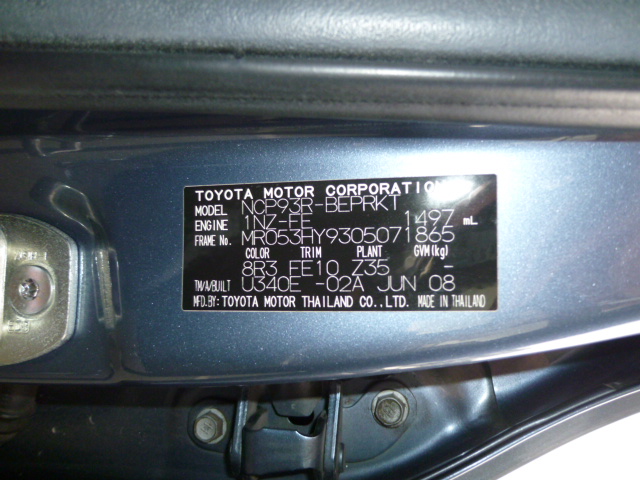 TOYOTA MOTOR CORPORATION
MODEL NCP93R-BEPRKT
ENGINE 1NZ-FE 1497 mL
FRAME No. MR053HY9305071865
COLOR TRIM PLANT GVM(kg)
8R3 FE10 Z35 -
TM/A/BUILT U340E -02A JUN 08
MFD.BY: TOYOTA MOTOR THAILAND CO.,LTD. MADE IN THAILAND